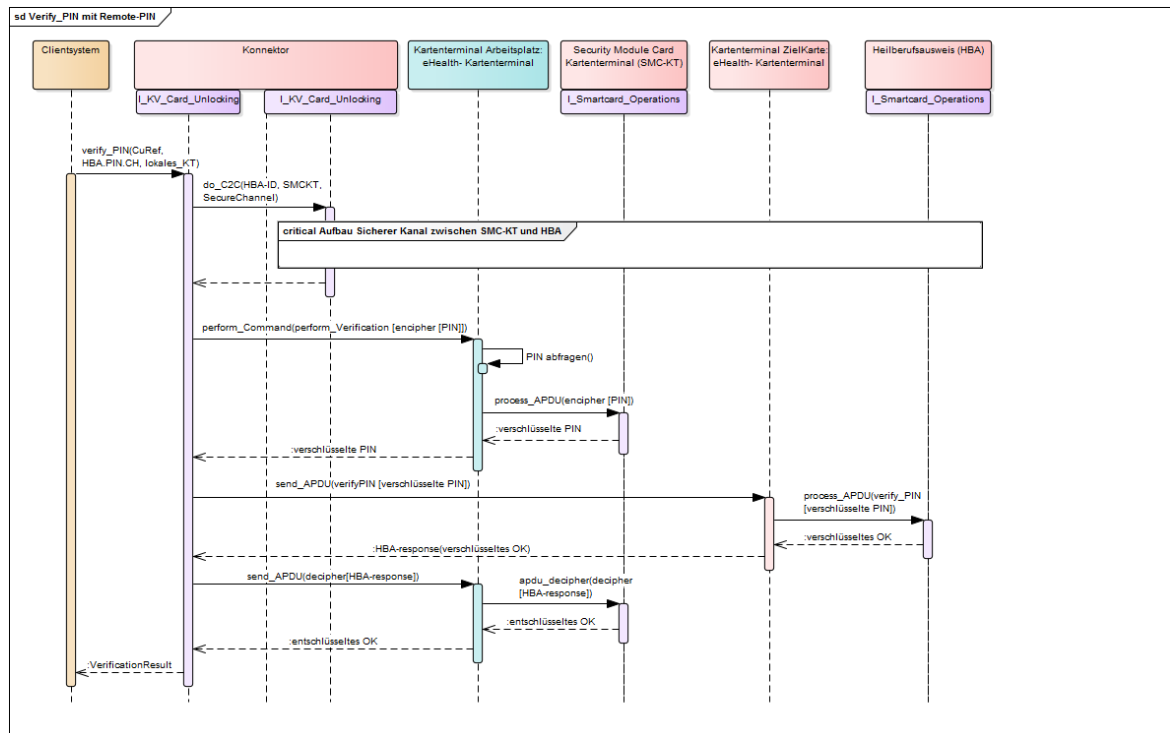 sd Verify_PIN mit Remote-PIN
Clientsystem
Konnektor
Kartenterminal Arbeitsplatz:
eHealth- Kartenterminal
Security Module Card
Kartenterminal (SMC-KT)
Kartenterminal ZielKarte:
eHealth- Kartenterminal
Heilberufsausweis (HBA)
I_KV_Card_Unlocking
I_KV_Card_Unlocking
I_Smartcard_Operations
I_Smartcard_Operations
verify_PIN(CuRef,
HBA.PIN.CH, lokales_KT)
do_C2C(HBA-ID, SMCKT,
SecureChannel)
critical Aufbau Sicherer Kanal zwischen SMC-KT und HBA
perform_Command(perform_Verification [encipher [PIN]])
PIN abfragen()
process_APDU(encipher [PIN])
:verschlüsselte PIN
:verschlüsselte PIN
send_APDU(verifyPIN [verschlüsselte PIN])
process_APDU(verify_PIN
[verschlüsselte PIN])
:verschlüsseltes OK
:HBA-response(verschlüsseltes OK)
send_APDU(decipher[HBA-response])
apdu_decipher(decipher
[HBA-response])
:entschlüsseltes OK
:entschlüsseltes OK
:VerificationResult